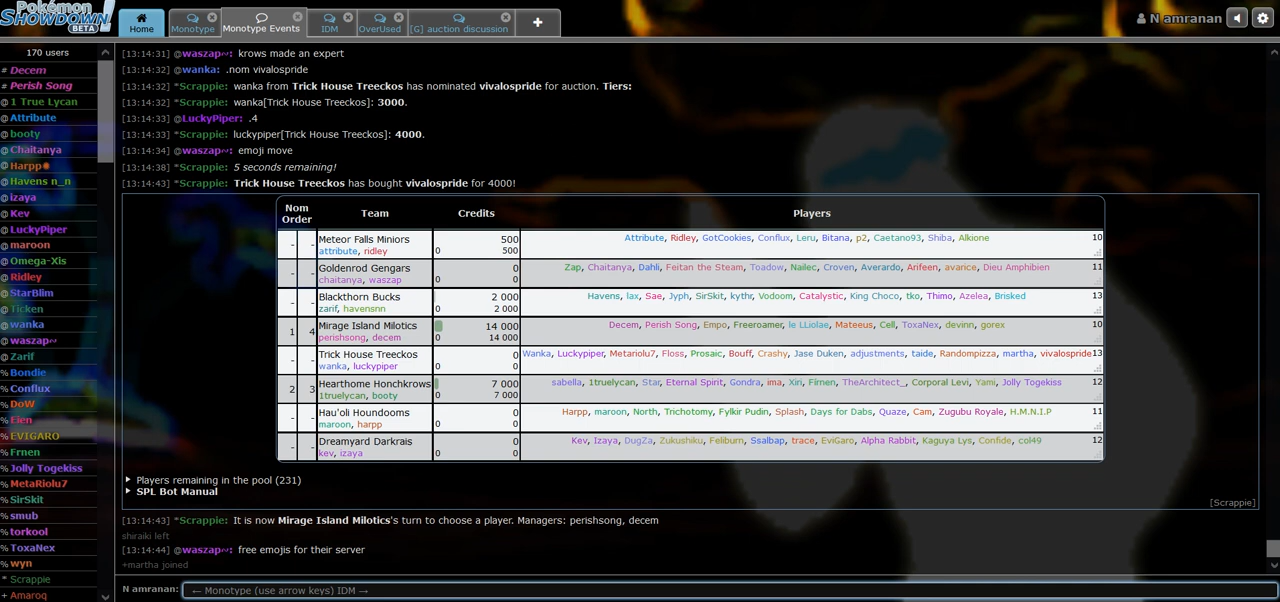 Pokémon
SHOWDOWN!
BETA
Home
Monotype
Monotype Events
IDM
OverUsed
[G] auction discussion
+
N amranan
170 users
# Decem
# Perish Song
@ 1 True Lycan
@ Attribute
@ booty
@ Chaitanya
@ Harpp
@ Havens n_n
@ izaya
@ Kev
@ LuckyPiper
@ maroon
@ Omega-Xis
@ Ridley
@ StarBlim
@ Ticken
@ wanka
@ waszap~
@ Zarif
% Bondie
% Conflux
% DoW
% Eien
% EVIGARO
% Frnen
% Jolly Togekiss
% MetaRiolu7
% SirSkit
% smub
% torkool
% ToxaNex
% wyn
* Scrappie
+ Amaroq
[13:14:31] @waszap~: krows made an expert
[13:14:32] @wanka: .nom vivalospride
[13:14:32] *Scrappie: wanka from Trick House Treeckos has nominated vivalospride for auction. Tiers:
[13:14:32] *Scrappie: wanka[Trick House Treeckos]: 3000.
[13:14:33] @LuckyPiper: .4
[13:14:33] *Scrappie: luckypiper[Trick House Treeckos]: 4000.
[13:14:34] @waszap~: emoji move
[13:14:38] *Scrappie: 5 seconds remaining!
[13:14:43] *Scrappie: Trick House Treeckos has bought vivalospride for 4000!
Nom Order Team Credits Players
- - Meteor Falls Miniors 500 Attribute, Ridley, GotCookies, Conflux, Leru, Bitana, p2, Caetano93, Shiba, Alkione 10
attribute, ridley 0 500
- - Goldenrod Gengars 0 Zap, Chaitanya, Dahli, Feitan the Steam, Toadow, Nailec, Croven, Averardo, Arifeen, avarice, Dieu Amphibien 11
chaitanya, waszap 0 0
- - Blackthorn Bucks 2 000 Havens, lax, Sae, Jyph, SirSkit, kythr, Vodoom, Catalystic, King Choco, tko, Thimo, Azelea, Brisked 13
zarif, havensnn 0 2 000
1 4 Mirage Island Milotics 14 000 Decem, Perish Song, Empo, Freeroamer, le LLiolae, Mateeus, Cell, ToxaNex, devinn, gorex 10
perishsong, decem 0 14 000
- - Trick House Treeckos 0 Wanka, Luckypiper, Metariolu7, Floss, Prosaic, Bouff, Crashy, Jase Duken, adjustments, taide, Randompizza, martha, vivalospride 13
wanka, luckypiper 0 0
2 3 Hearthome Honchkrows 7 000 sabella, 1truelycan, Star, Eternal Spirit, Gondra, ima, Xiri, Flrnen, TheArchitect_, Corporal Levi, Yami, Jolly Togekiss 12
1truelycan, booty 0 7 000
- - Hau'oli Houndooms 0 Harpp, maroon, North, Trichotomy, Fylkir Pudin, Splash, Days for Dabs, Quaze, Cam, Zugubu Royale, H.M.N.I.P 11
maroon, harpp 0 0
- - Dreamyard Darkrais 0 Kev, Izaya, DugZa, Zukushiku, Feliburn, Ssalbap, trace, EviGaro, Alpha Rabbit, Kaguya Lys, Confide, col49 12
kev, izaya 0 0
Players remaining in the pool (231)
SPL Bot Manual
[Scrappie]
[13:14:43] *Scrappie: It is now Mirage Island Milotics's turn to choose a player. Managers: perishsong, decem
shiraiki left
[13:14:44] @waszap~: free emojis for their server
+martha joined
N amranan: ← Monotype (use arrow keys) IDM →